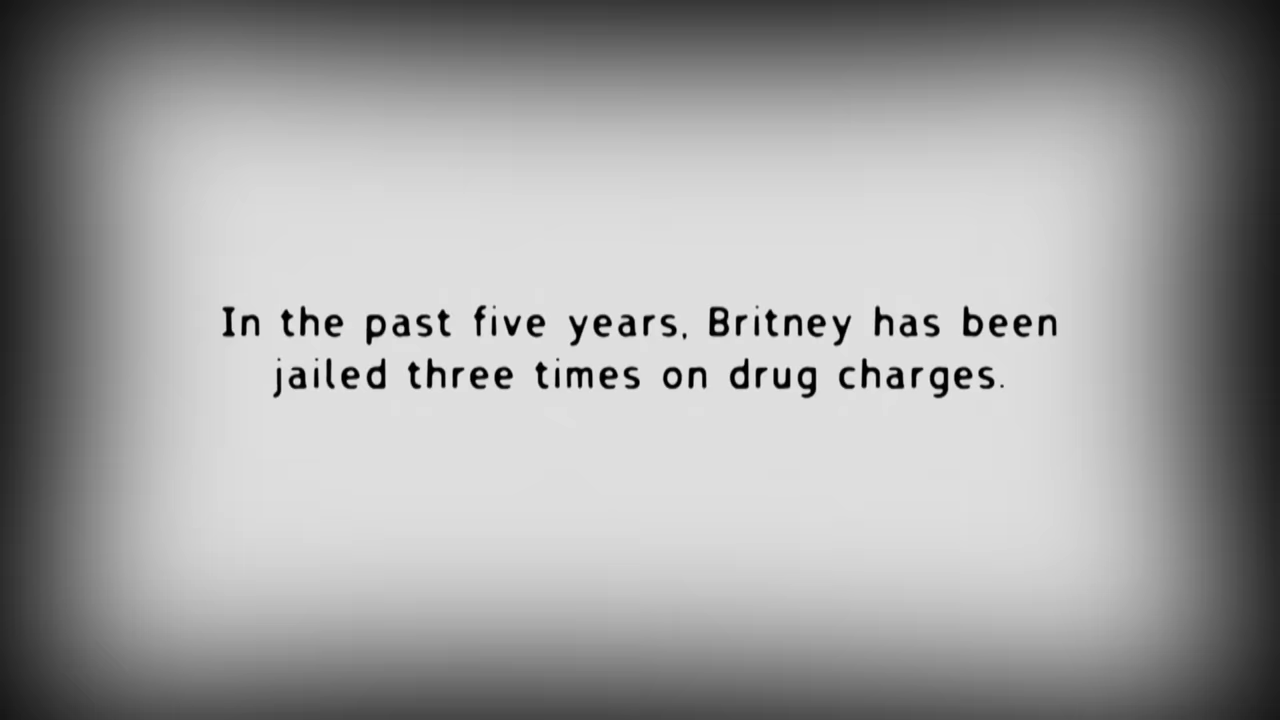 In the past five years, Britney has been
jailed three times on drug charges.